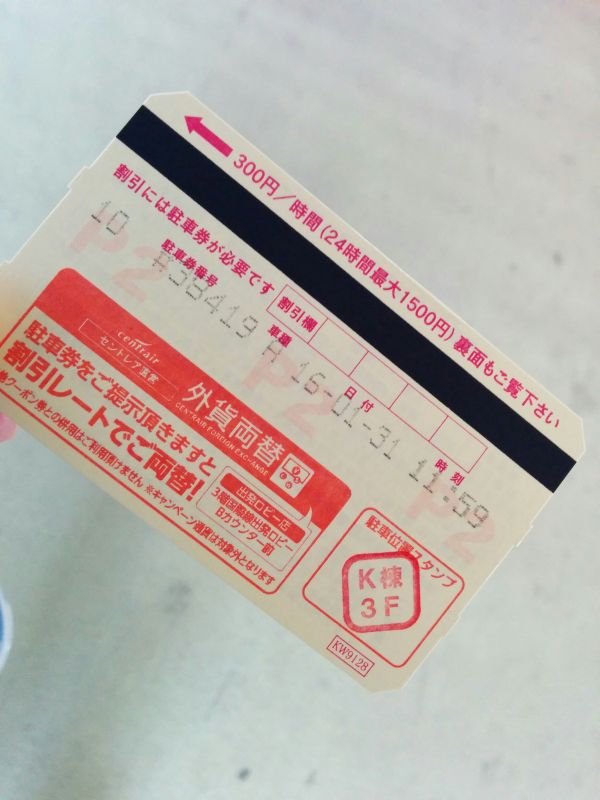 300円／時間(24時間最大1500円) 裏面もご覧下さい
割引には駐車券が必要です
割引欄
駐車券番号 車種 日付 時刻
10 #38419 A 16-01-31 11:59
P2 P2 P2
centrair
セントレア直営
外貨両替
CENTRAIR FOREIGN EXCHANGE
駐車券をご提示頂きますと
割引レートでご両替!
※クーポン券との併用はご利用頂けません ※キャンペーン通貨は対象外となります
出発ロビー店
3階国際線出発ロビー
Bカウンター前
駐車位置スタンプ
K棟
3F
KW9128